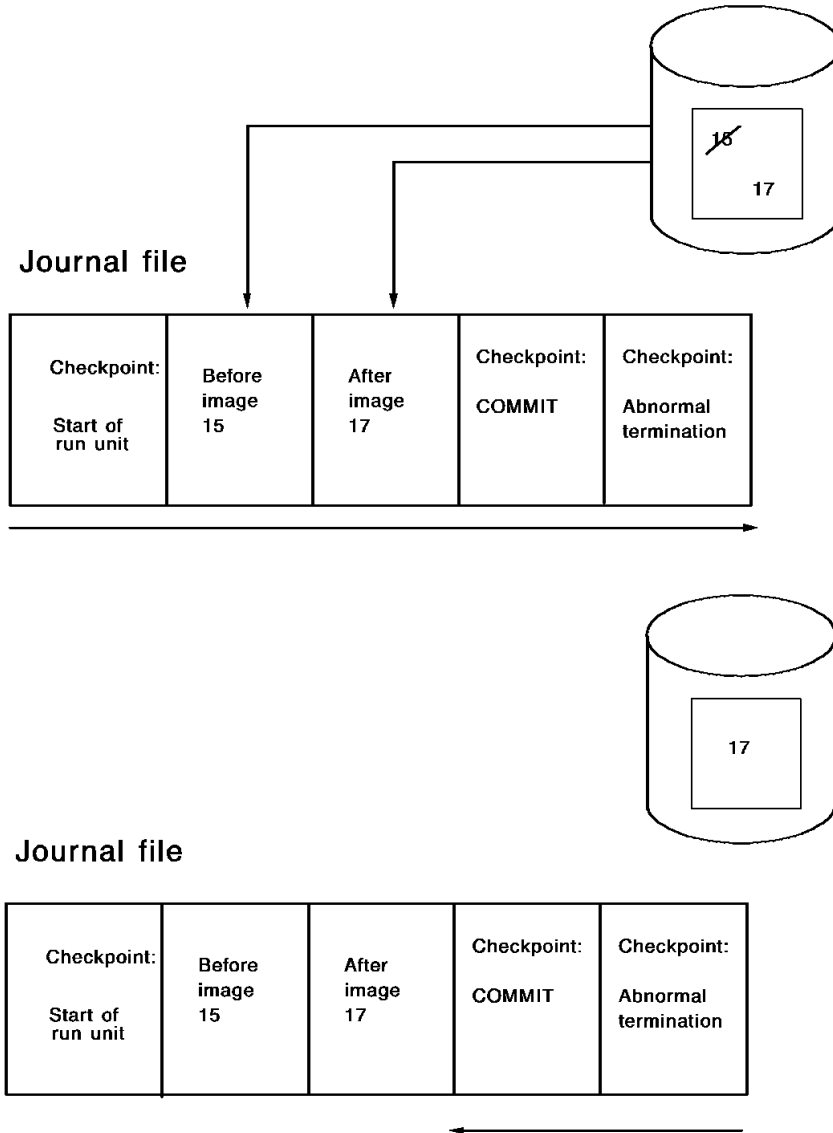 15
17
Journal file
Checkpoint:
Start of
run unit
Before
image
15
After
image
17
Checkpoint:
COMMIT
Checkpoint:
Abnormal
termination
17
Journal file
Checkpoint:
Start of
run unit
Before
image
15
After
image
17
Checkpoint:
COMMIT
Checkpoint:
Abnormal
termination